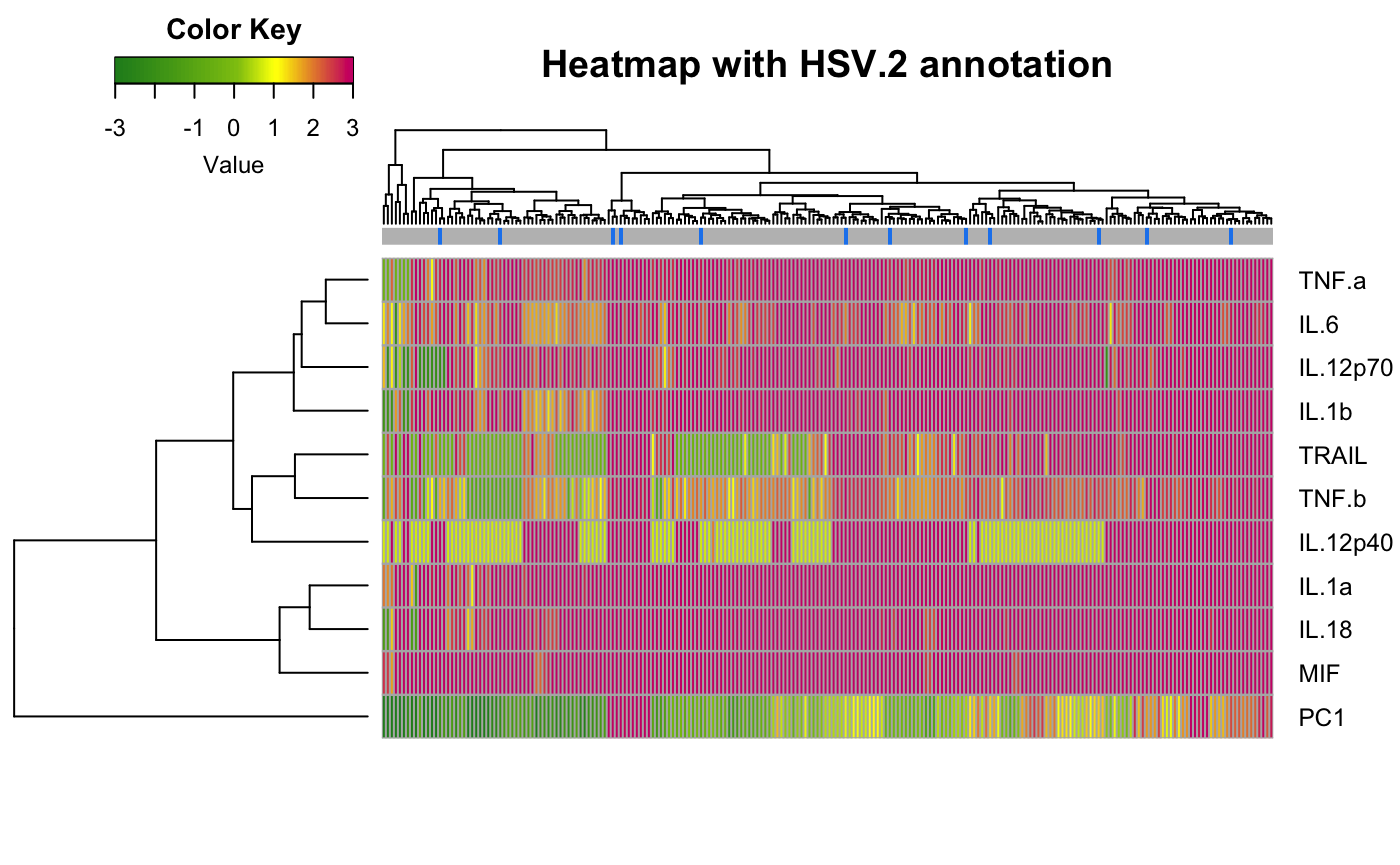 Color Key
Heatmap with HSV.2 annotation
-3 -1 0 1 2 3
Value
TNF.a
IL.6
IL.12p70
IL.1b
TRAIL
TNF.b
IL.12p40
IL.1a
IL.18
MIF
PC1